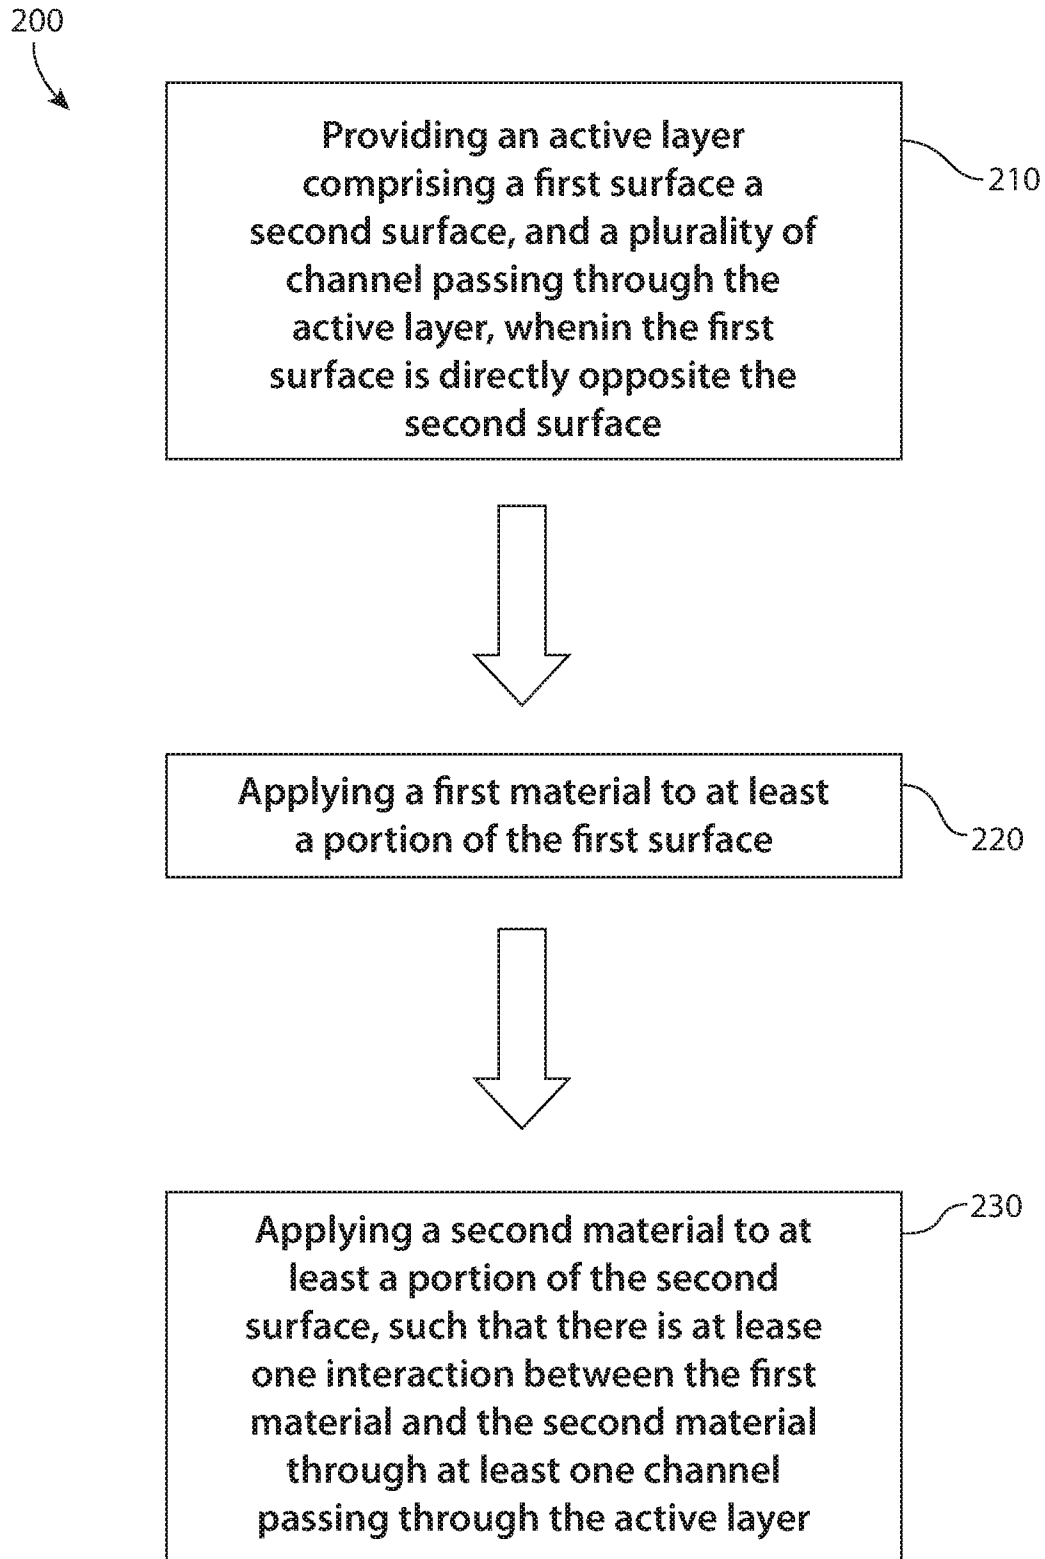 200
Providing an active layer
comprising a first surface a
second surface, and a plurality of
channel passing through the
active layer, whenin the first
surface is directly opposite the
second surface
210
Applying a first material to at least
a portion of the first surface
220
Applying a second material to at
least a portion of the second
surface, such that there is at lease
one interaction between the first
material and the second material
through at least one channel
passing through the active layer
230